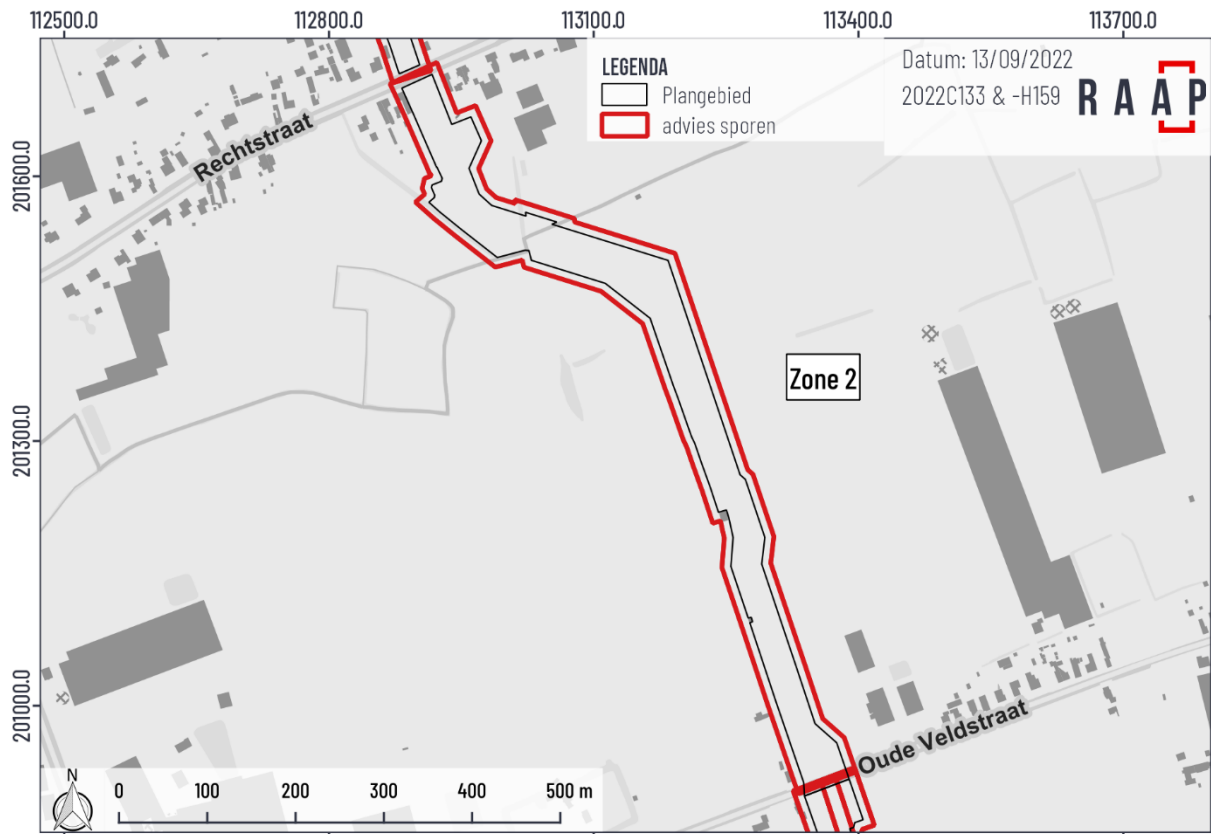 112500.0 112800.0 113100.0 113400.0 113700.0
LEGENDA
Plangebied
advies sporen
Datum: 13/09/2022
2022C133 & -H159
RAAP
Rechtstraat
201600.0
Zone 2
201300.0
201000.0
Oude Veldstraat
N
0 100 200 300 400 500 m